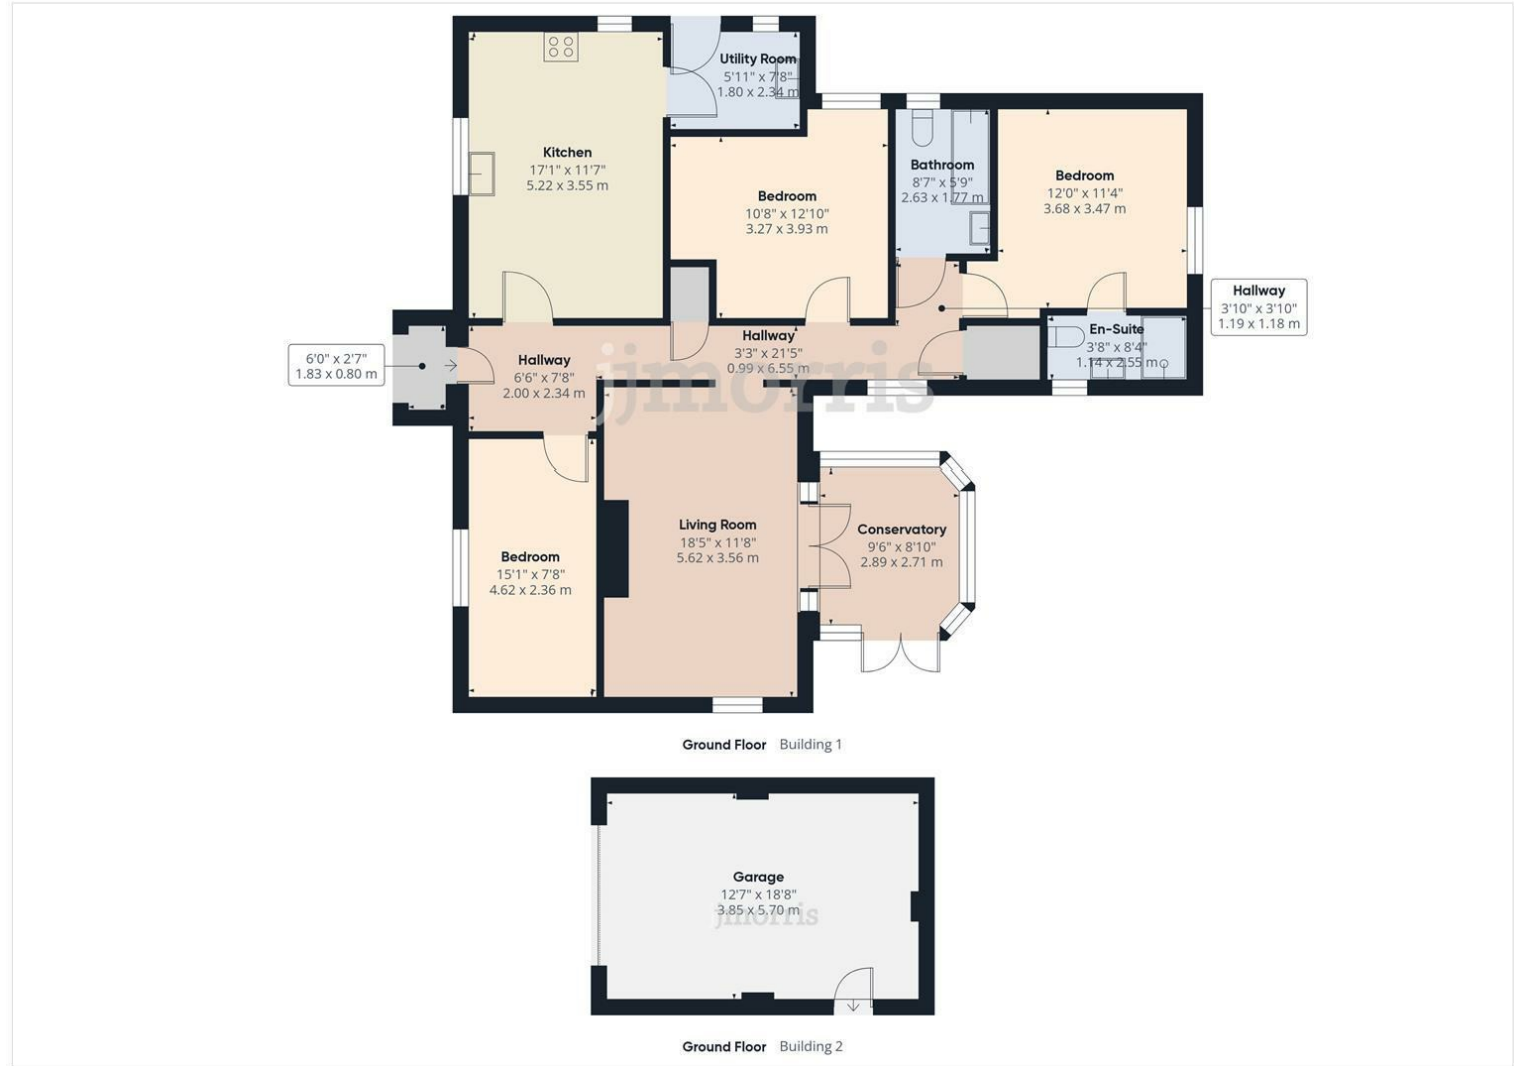 Utility Room
5'11" x 7'8"
1.80 x 2.34 m
Kitchen
17'1" x 11'7"
5.22 x 3.55 m
Bedroom
10'8" x 12'10"
3.27 x 3.93 m
Bathroom
8'7" x 5'9"
2.63 x 1.77 m
Bedroom
12'0" x 11'4"
3.68 x 3.47 m
Hallway
3'10" x 3'10"
1.19 x 1.18 m
En-Suite
3'8" x 8'4"
1.14 x 2.55 m
6'0" x 2'7"
1.83 x 0.80 m
Hallway
6'6" x 7'8"
2.00 x 2.34 m
Hallway
3'3" x 21'5"
0.99 x 6.55 m
jjmorris
Bedroom
15'1" x 7'8"
4.62 x 2.36 m
Living Room
18'5" x 11'8"
5.62 x 3.56 m
Conservatory
9'6" x 8'10"
2.89 x 2.71 m
Ground Floor Building 1
Garage
12'7" x 18'8"
3.85 x 5.70 m
jjmorris
Ground Floor Building 2